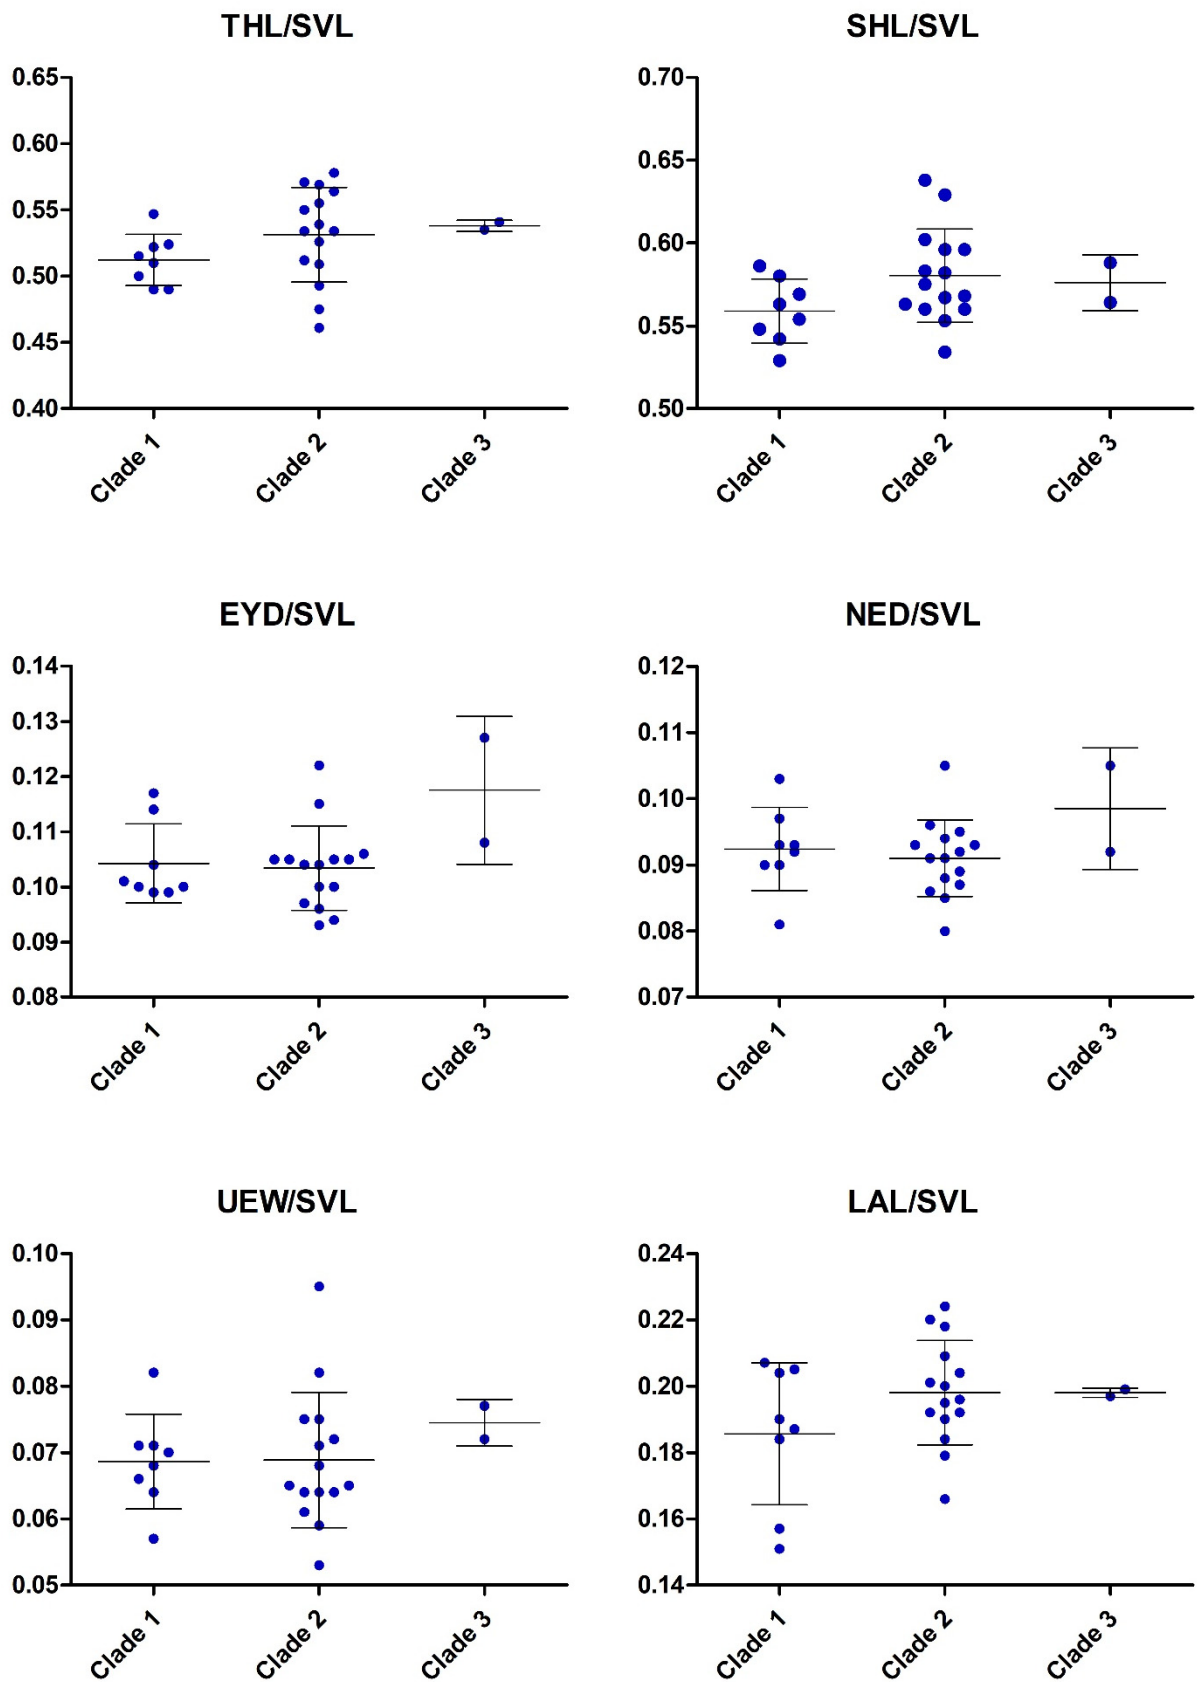 THL/SVL
0.65
0.60
0.55
0.50
0.45
0.40
Clade 1
Clade 2
Clade 3
SHL/SVL
0.70
0.65
0.60
0.55
0.50
Clade 1
Clade 2
Clade 3
EYD/SVL
0.14
0.13
0.12
0.11
0.10
0.09
0.08
Clade 1
Clade 2
Clade 3
NED/SVL
0.12
0.11
0.10
0.09
0.08
0.07
Clade 1
Clade 2
Clade 3
UEW/SVL
0.10
0.09
0.08
0.07
0.06
0.05
Clade 1
Clade 2
Clade 3
LAL/SVL
0.24
0.22
0.20
0.18
0.16
0.14
Clade 1
Clade 2
Clade 3